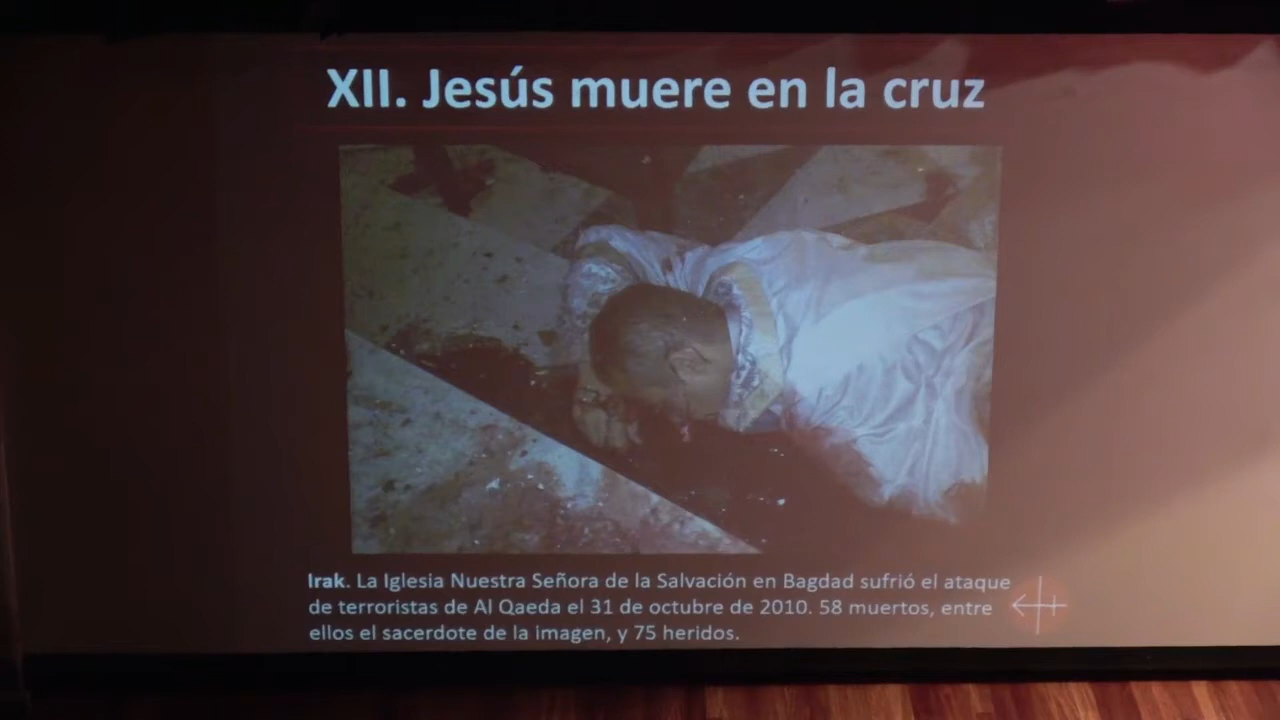 XII. Jesús muere en la cruz
Irak. La Iglesia Nuestra Señora de la Salvación en Bagdad sufrió el ataque
de terroristas de Al Qaeda el 31 de octubre de 2010. 58 muertos, entre
ellos el sacerdote de la imagen, y 75 heridos.